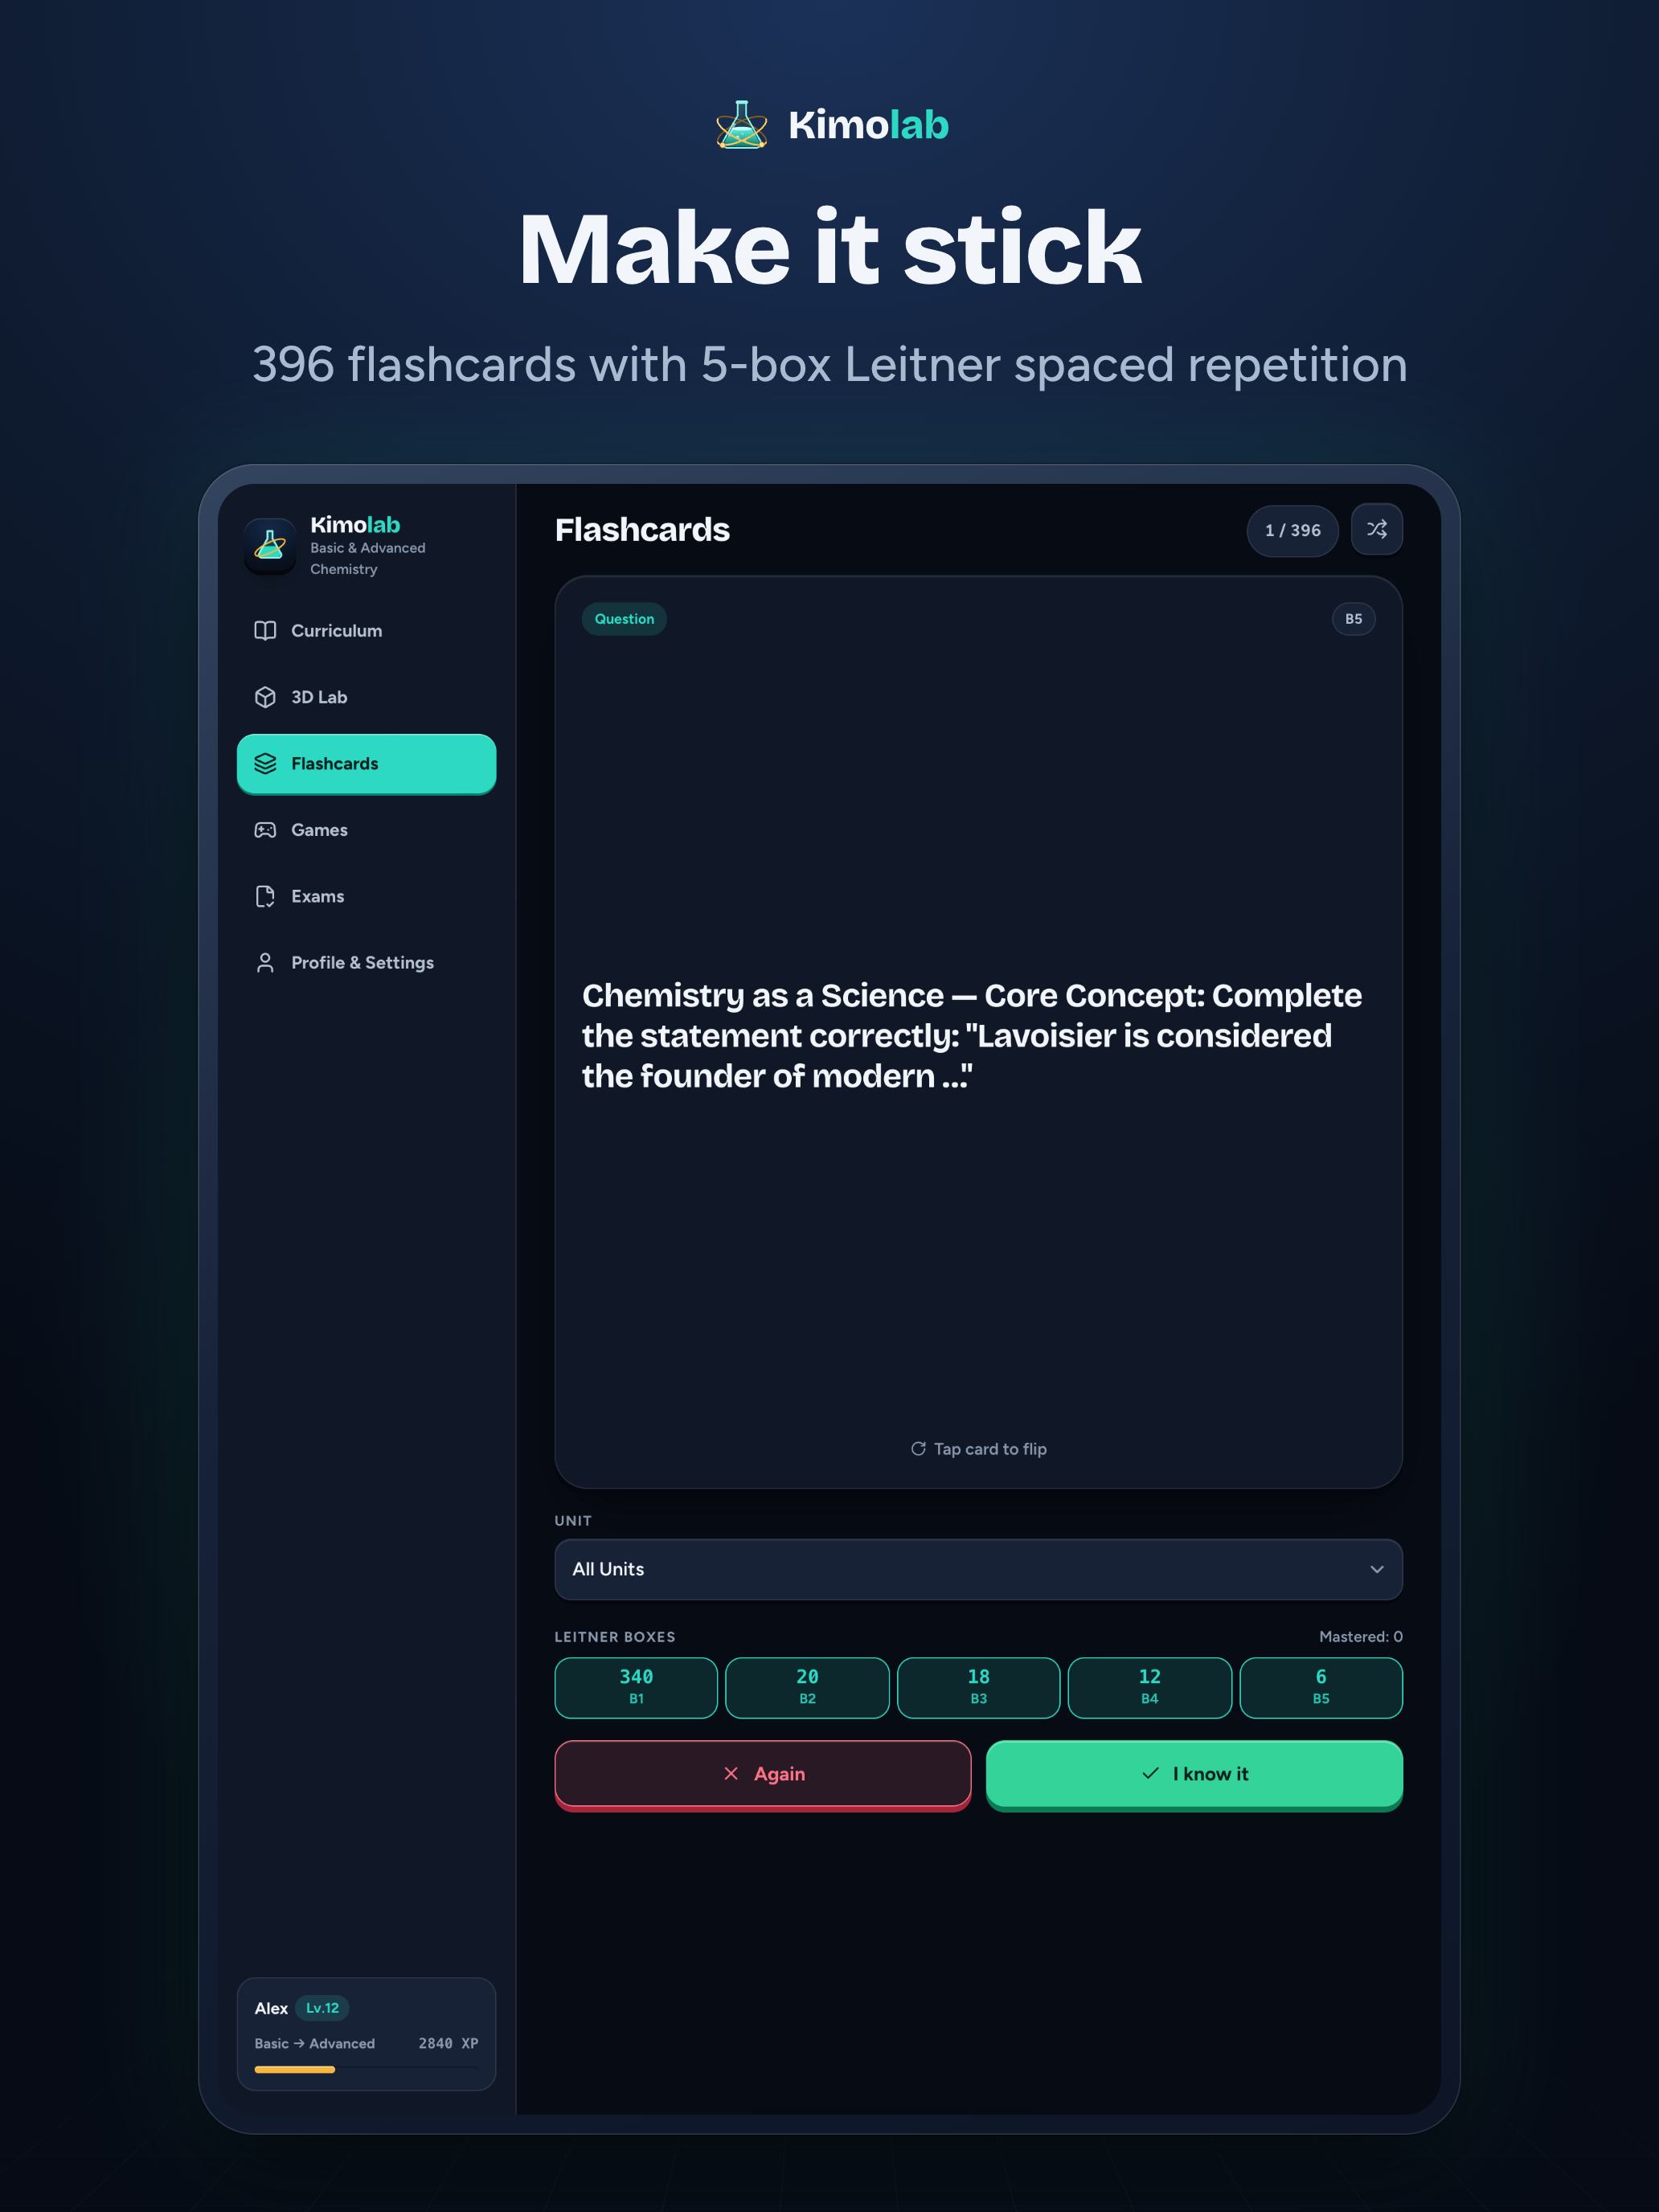 Kimolab
Make it stick
396 flashcards with 5-box Leitner spaced repetition
Kimolab
Basic & Advanced
Chemistry
Curriculum
3D Lab
Flashcards
Games
Exams
Profile & Settings
Alex Lv.12
Basic → Advanced 2840 XP
Flashcards
1 / 396
Question
B5
Chemistry as a Science — Core Concept: Complete
the statement correctly: "Lavoisier is considered
the founder of modern ..."
Tap card to flip
UNIT
All Units
LEITNER BOXES
Mastered: 0
340 20 18 12 6
B1 B2 B3 B4 B5
Again
I know it